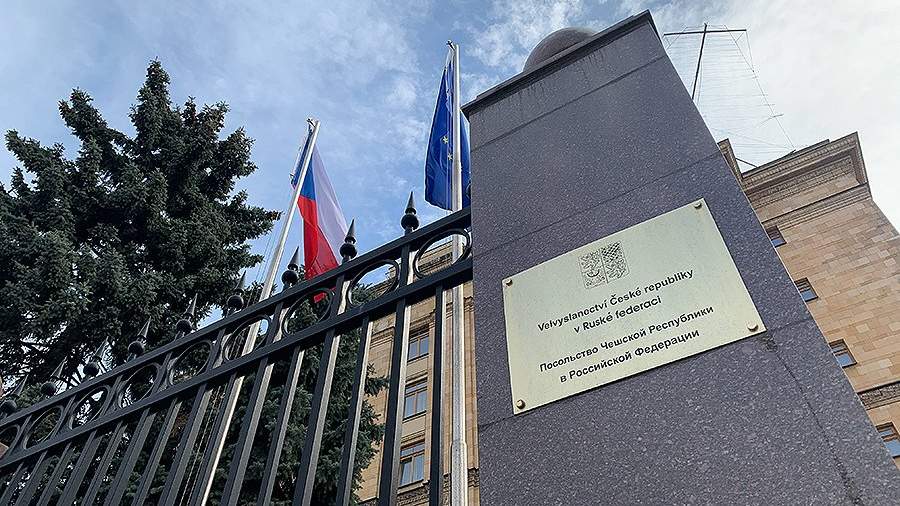 Velvyslanectví České republiky
v Ruské federaci
Посольство Чешской Республики
в Российской Федерации